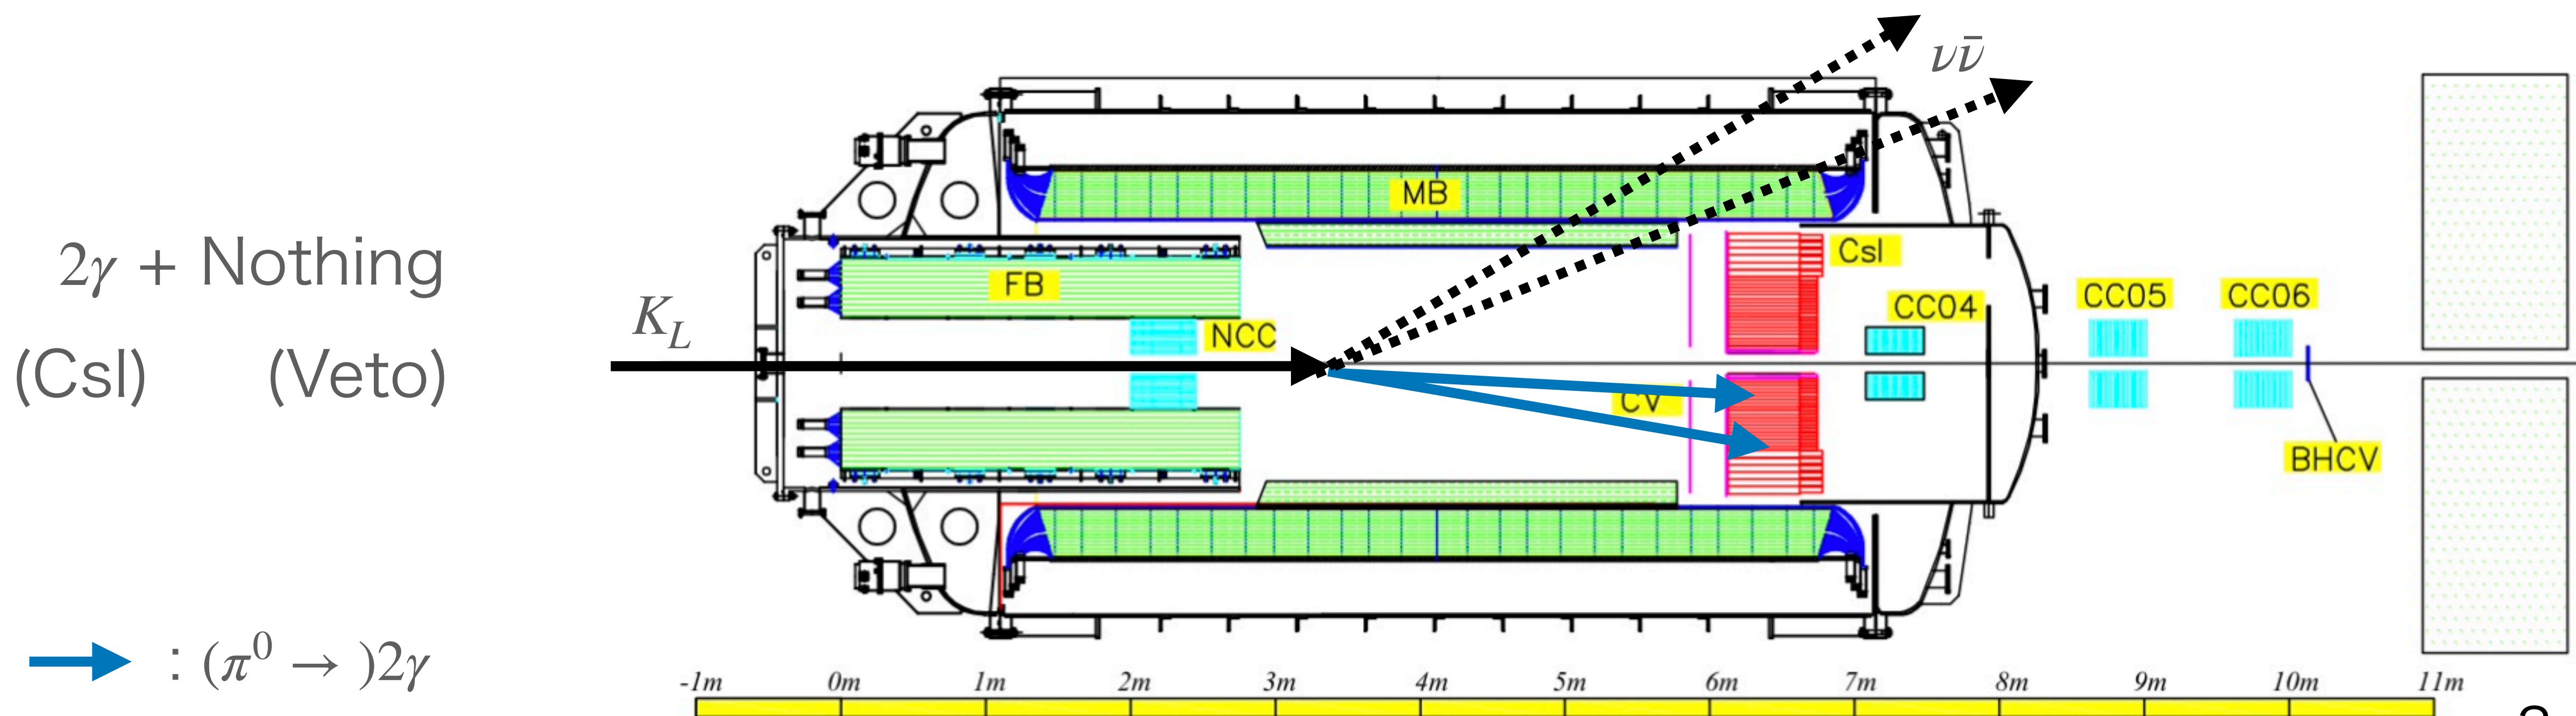 2γ + Nothing
(CsI) (Veto)
: (π⁰ → )2γ
K_L
νν̄
MB
FB
NCC
CsI
CV
CC04
CC05
CC06
BHCV
-1m 0m 1m 2m 3m 4m 5m 6m 7m 8m 9m 10m 11m